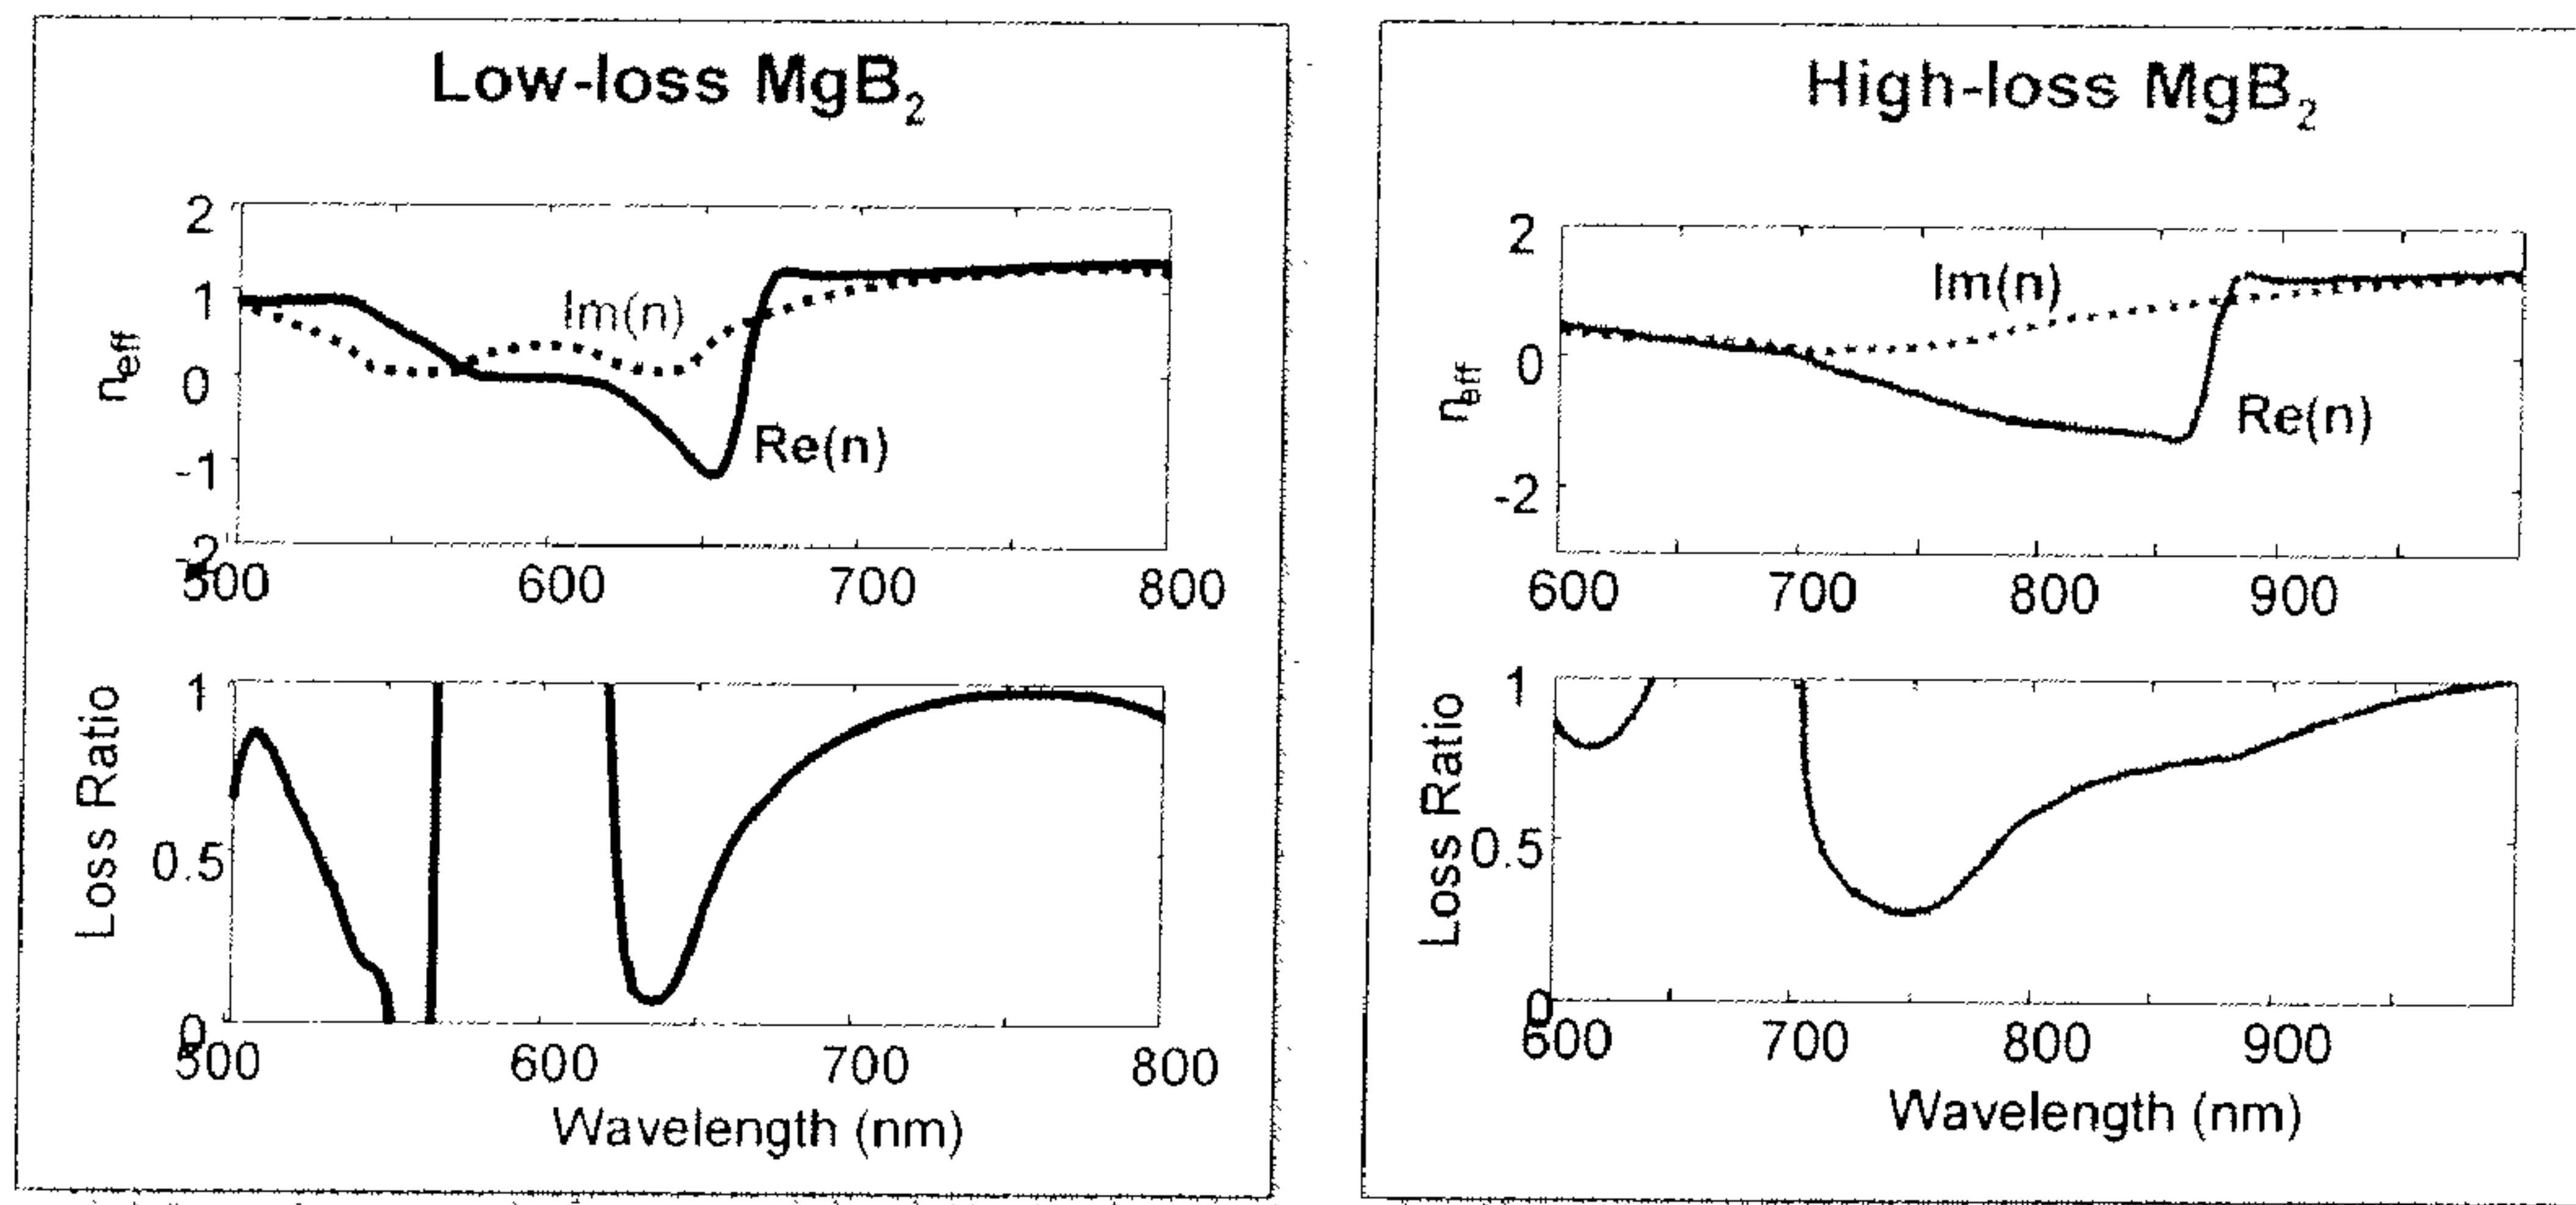 Low-loss MgB₂
2
1
0
-1
-2
n_eff
Im(n)
Re(n)
500 600 700 800
1
0.5
0
Loss Ratio
500 600 700 800
Wavelength (nm)
High-loss MgB₂
2
0
-2
n_eff
Im(n)
Re(n)
600 700 800 900
1
0.5
0
Loss Ratio
600 700 800 900
Wavelength (nm)